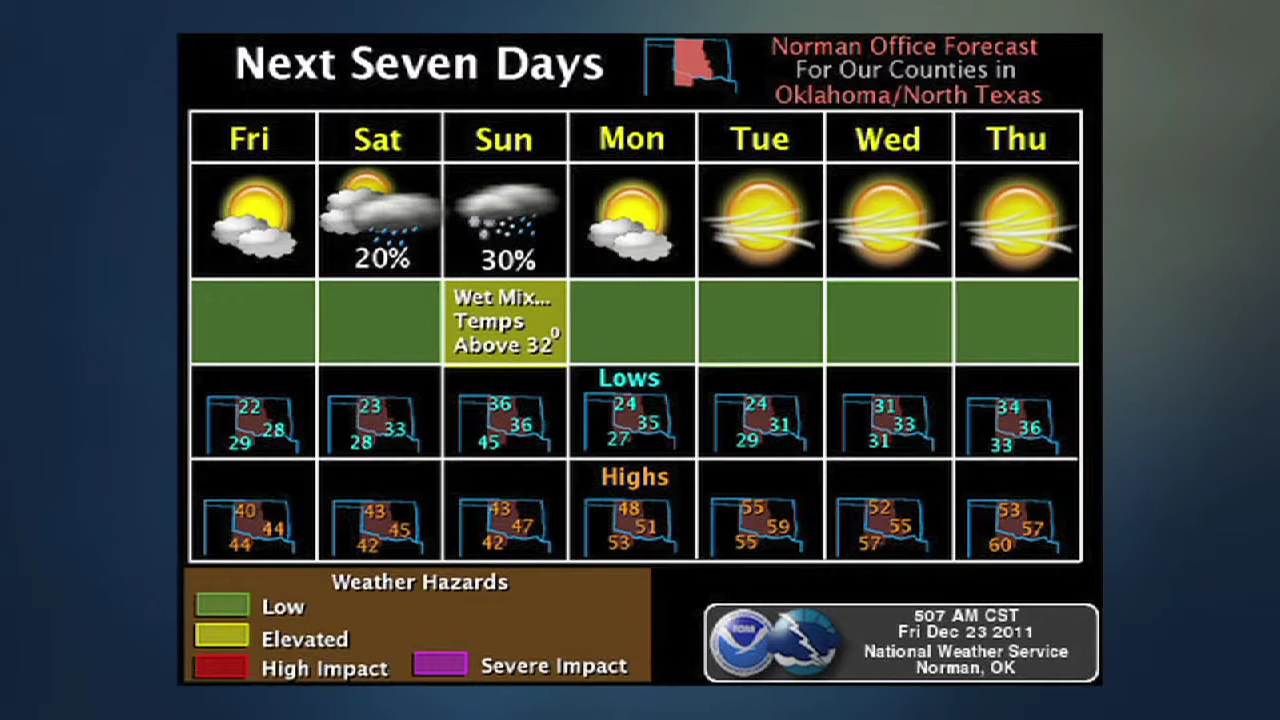 Next Seven Days
Norman Office Forecast
For Our Counties in
Oklahoma/North Texas
Fri Sat Sun Mon Tue Wed Thu
20% 30%
Wet Mix...
Temps
Above 32⁰
Lows
22 23 36 24 24 31 34
28 33 36 35 31 33 36
29 28 45 27 29 31 33
Highs
40 43 43 48 55 52 53
44 45 47 51 59 55 57
44 42 42 53 55 57 60
Weather Hazards
Low
Elevated
High Impact Severe Impact
507 AM CST
Fri Dec 23 2011
National Weather Service
Norman, OK